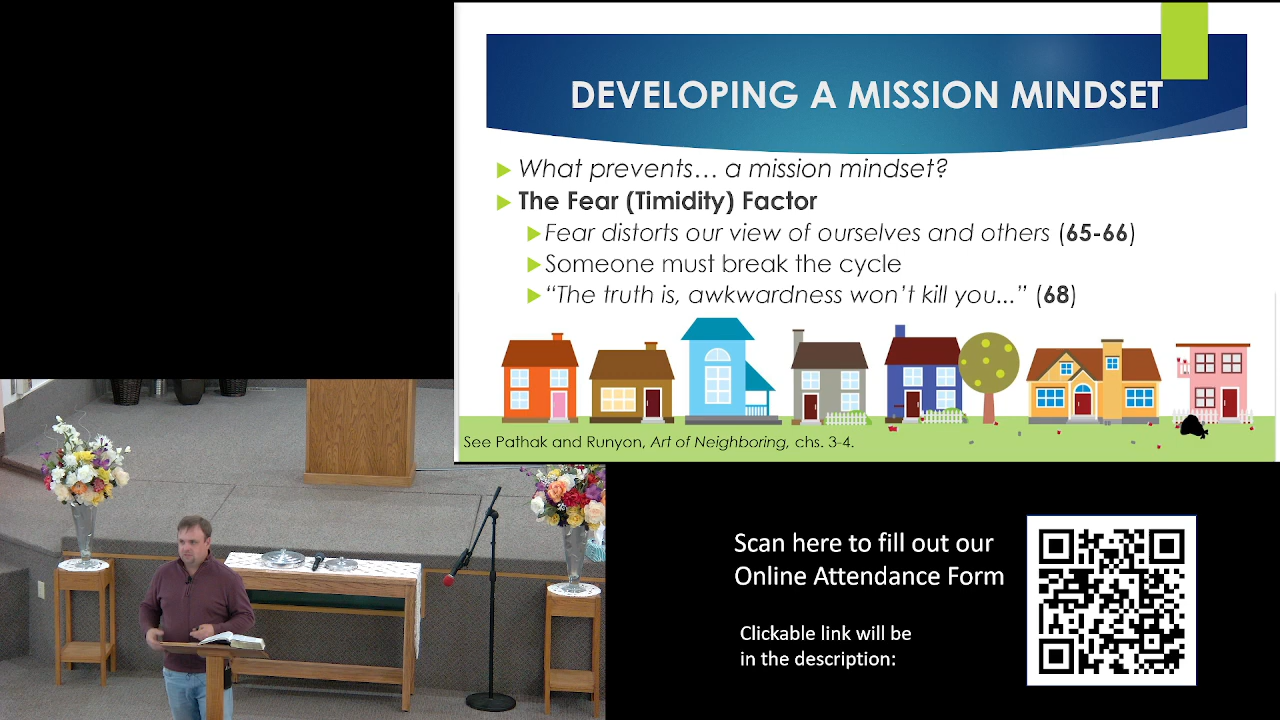 DEVELOPING A MISSION MINDSET
What prevents… a mission mindset?
The Fear (Timidity) Factor
Fear distorts our view of ourselves and others (65-66)
Someone must break the cycle
“The truth is, awkwardness won’t kill you...” (68)
See Pathak and Runyon, Art of Neighboring, chs. 3-4.
Scan here to fill out our
Online Attendance Form
Clickable link will be
in the description: